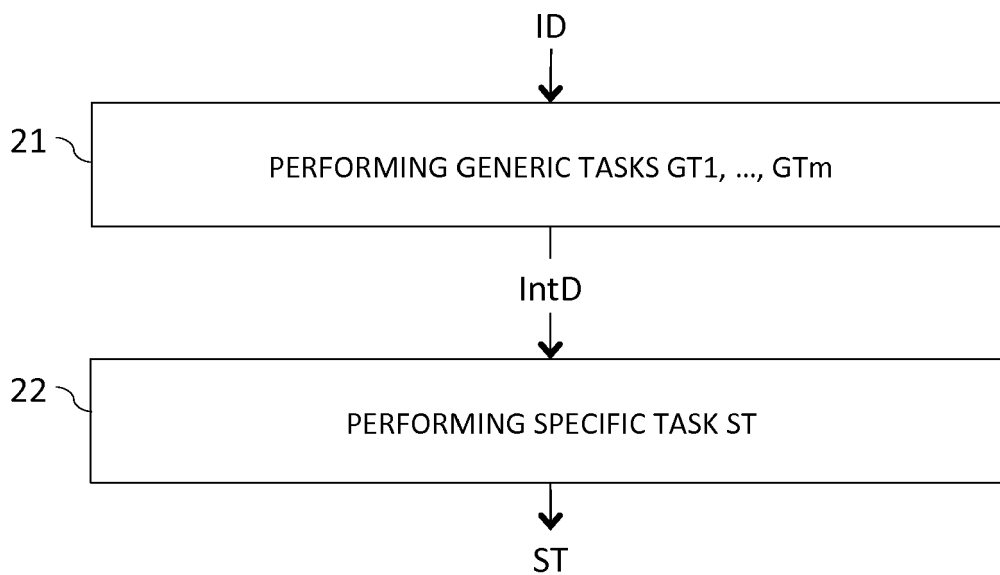 ID
21
PERFORMING GENERIC TASKS GT1, ..., GTm
IntD
22
PERFORMING SPECIFIC TASK ST
ST